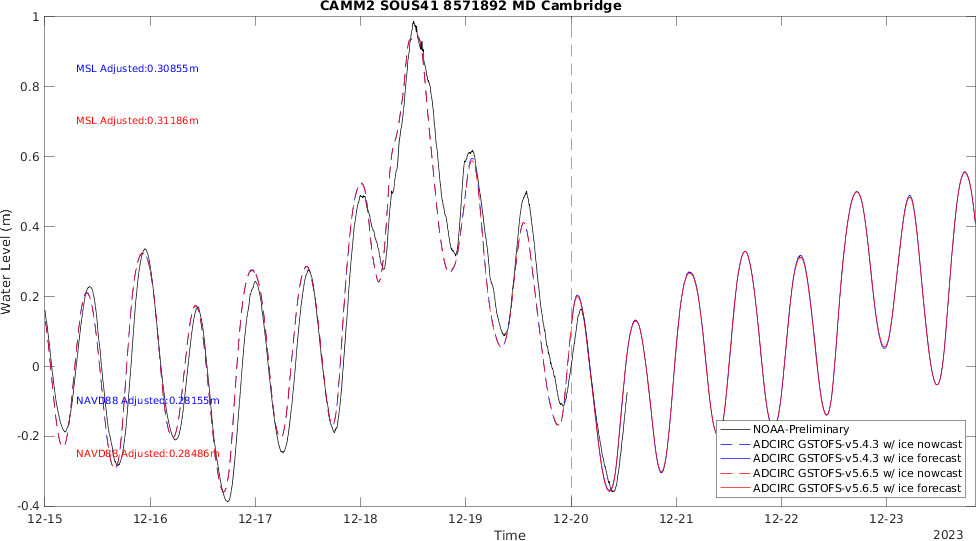 CAMM2 SOUS41 8571892 MD Cambridge
1
0.8
0.6
0.4
0.2
0
-0.2
-0.4
Water Level (m)
MSL Adjusted:0.30855m
MSL Adjusted:0.31186m
NAVD88 Adjusted:0.28155m
NAVD88 Adjusted:0.28486m
NOAA-Preliminary
ADCIRC GSTOFS-v5.4.3 w/ ice nowcast
ADCIRC GSTOFS-v5.4.3 w/ ice forecast
ADCIRC GSTOFS-v5.6.5 w/ ice nowcast
ADCIRC GSTOFS-v5.6.5 w/ ice forecast
12-15 12-16 12-17 12-18 12-19 12-20 12-21 12-22 12-23
Time
2023